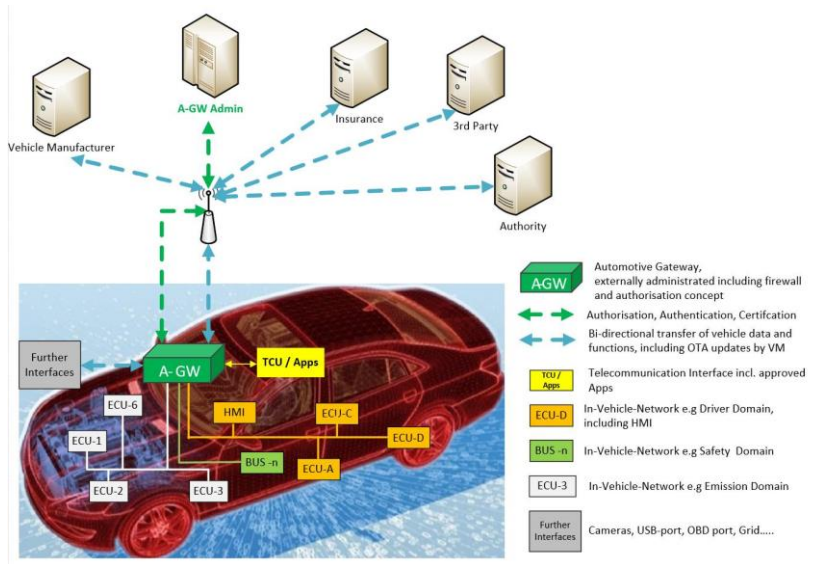 A-GW Admin
Insurance
3rd Party
Vehicle Manufacturer
Authority
Automotive Gateway,
externally administrated including firewall
and authorisation concept
A-GW
Authorisation, Authentication, Certifcation
Bi-directional transfer of vehicle data and
functions, including OTA updates by VM
Further
Interfaces
A- GW
TCU / Apps
TCU /
Apps
Telecommunication Interface incl. approved
Apps
ECU-6
HMI
ECU-C
ECU-1
ECU-D
BUS -n
ECU-A
ECU-2
ECU-3
ECU-D
In-Vehicle-Network e.g Driver Domain,
including HMI
BUS -n
In-Vehicle-Network e.g Safety Domain
ECU-3
In-Vehicle-Network e.g Emission Domain
Further
Interfaces
Cameras, USB-port, OBD port, Grid.....